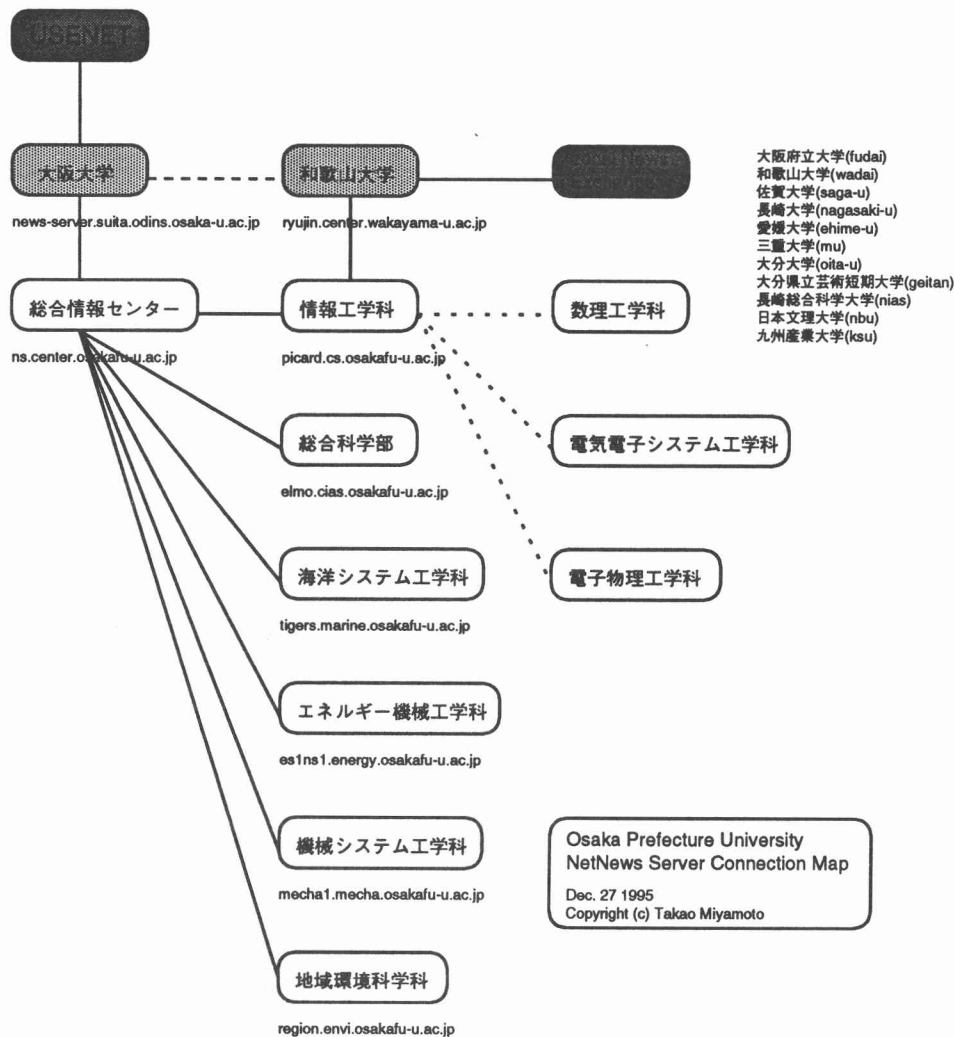 USENET
大阪大学
和歌山大学
news-server.suita.odins.osaka-u.ac.jp
ryujin.center.wakayama-u.ac.jp
大阪府立大学(fudai)
和歌山大学(wadai)
佐賀大学(saga-u)
長崎大学(nagasaki-u)
愛媛大学(ehime-u)
三重大学(mu)
大分大学(oita-u)
大分県立芸術短期大学(geitan)
長崎総合科学大学(nias)
日本文理大学(nbu)
九州産業大学(ksu)
総合情報センター
情報工学科
数理工学科
ns.center.osakafu-u.ac.jp
picard.cs.osakafu-u.ac.jp
総合科学部
電気電子システム工学科
elmo.cias.osakafu-u.ac.jp
海洋システム工学科
電子物理工学科
tigers.marine.osakafu-u.ac.jp
エネルギー機械工学科
es1ns1.energy.osakafu-u.ac.jp
機械システム工学科
mecha1.mecha.osakafu-u.ac.jp
Osaka Prefecture University
NetNews Server Connection Map
Dec. 27 1995
Copyright (c) Takao Miyamoto
地域環境科学科
region.envi.osakafu-u.ac.jp